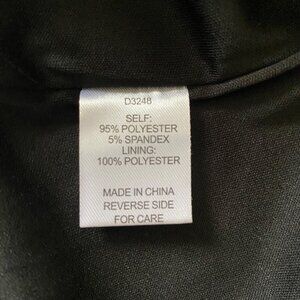 D3248
SELF:
95% POLYESTER
5% SPANDEX
LINING:
100% POLYESTER
MADE IN CHINA
REVERSE SIDE
FOR CARE